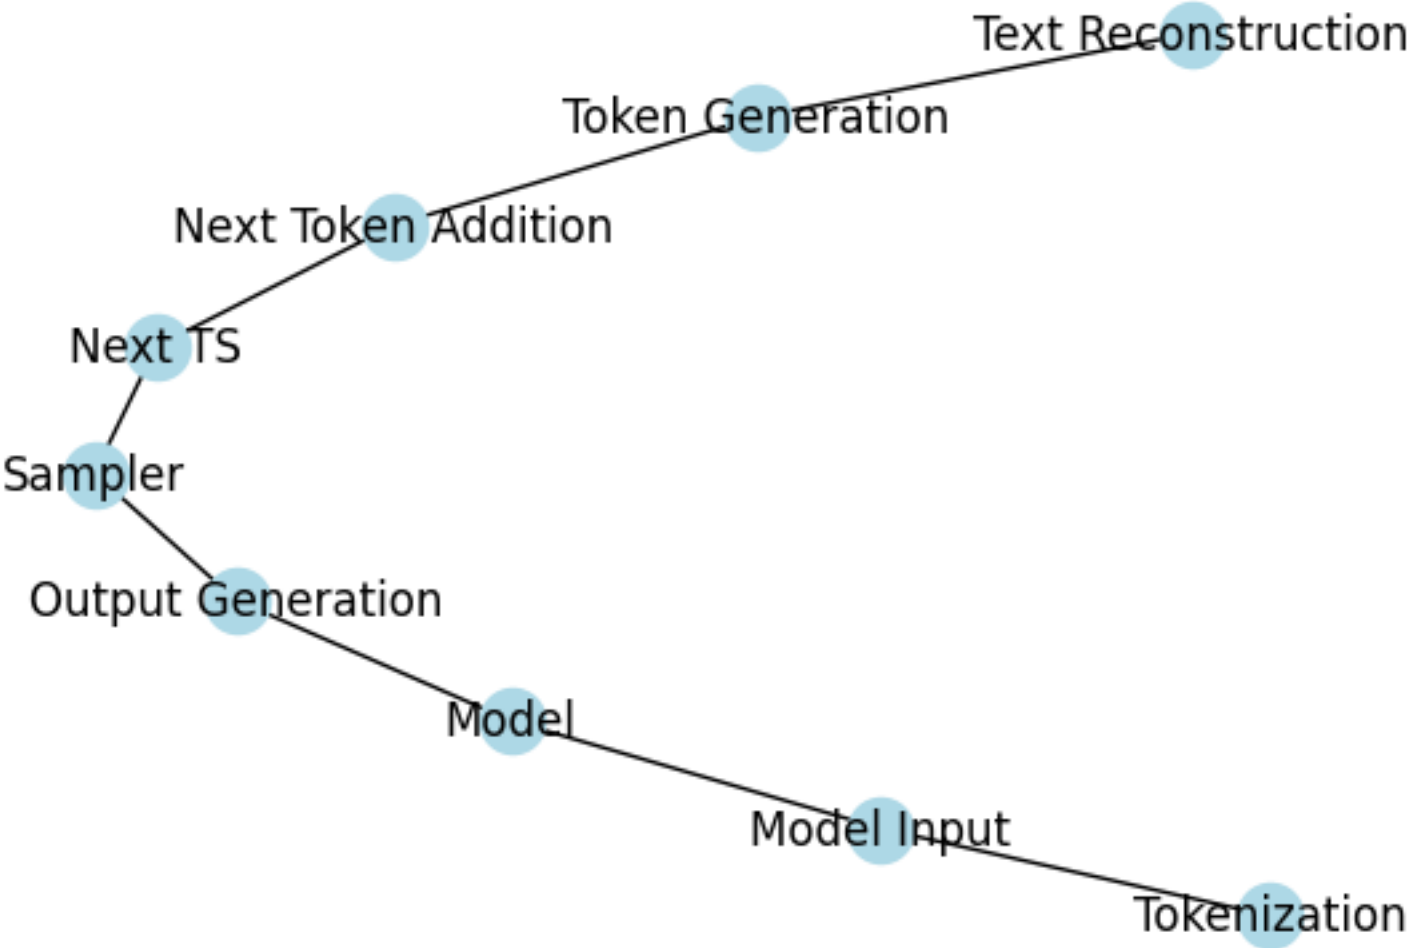 Text Reconstruction
Token Generation
Next Token Addition
Next TS
Sampler
Output Generation
Model
Model Input
Tokenization